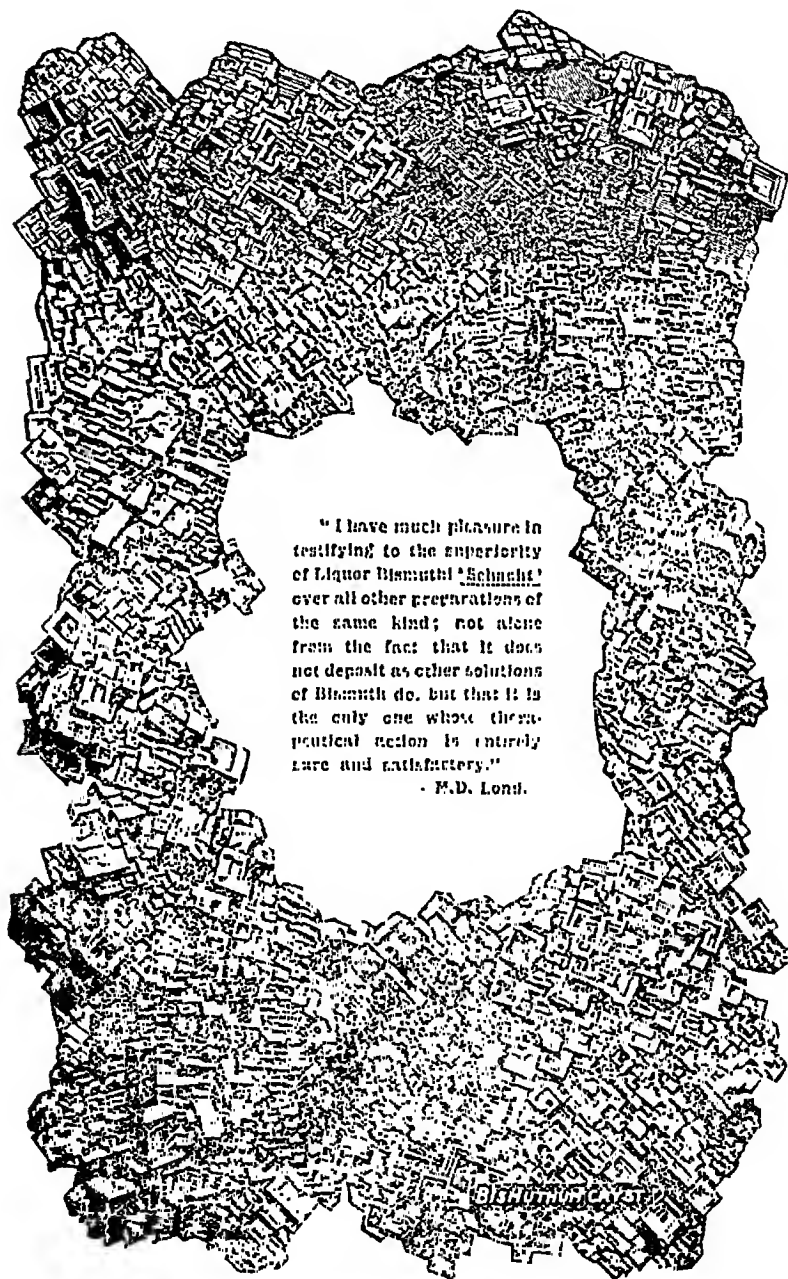 "I have much pleasure in
testifying to the superiority
of Liquor Bismuthi 'Schacht'
over all other preparations of
the same kind; not alone
from the fact that it does
not deposit as other solutions
of Bismuth do, but that it is
the only one whose thera-
peutical action is entirely
sure and satisfactory."
- M.D. Lond.
BISMUTHUM CRYST